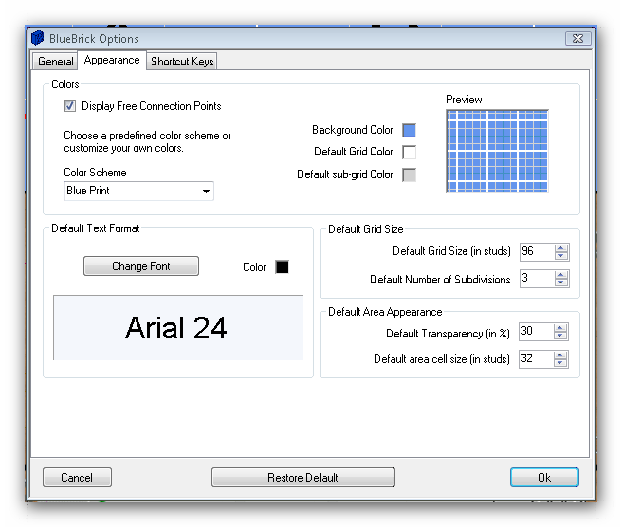 BlueBrick Options
General
Appearance
Shortcut Keys
Colors
Display Free Connection Points
Choose a predefined color scheme or
customize your own colors.
Color Scheme
Blue Print
Background Color
Default Grid Color
Default sub-grid Color
Preview
Default Text Format
Change Font
Color
Arial 24
Default Grid Size
Default Grid Size (in studs) 96
Default Number of Subdivisions 3
Default Area Appearance
Default Transparency (in %) 30
Default area cell size (in studs) 32
Cancel
Restore Default
Ok